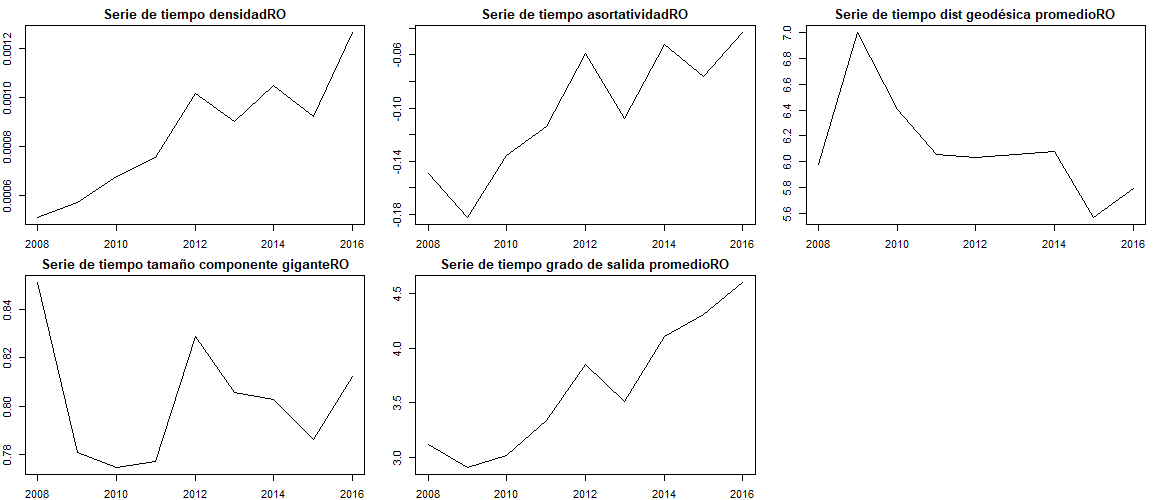 Serie de tiempo densidadRO
0.0012
0.0010
0.0008
0.0006
2008 2010 2012 2014 2016
Serie de tiempo asortatividadRO
-0.06
-0.10
-0.14
-0.18
2008 2010 2012 2014 2016
Serie de tiempo dist geodésica promedioRO
7.0
6.8
6.6
6.4
6.2
6.0
5.8
5.6
2008 2010 2012 2014 2016
Serie de tiempo tamaño componente giganteRO
0.84
0.82
0.80
0.78
2008 2010 2012 2014 2016
Serie de tiempo grado de salida promedioRO
4.5
4.0
3.5
3.0
2008 2010 2012 2014 2016